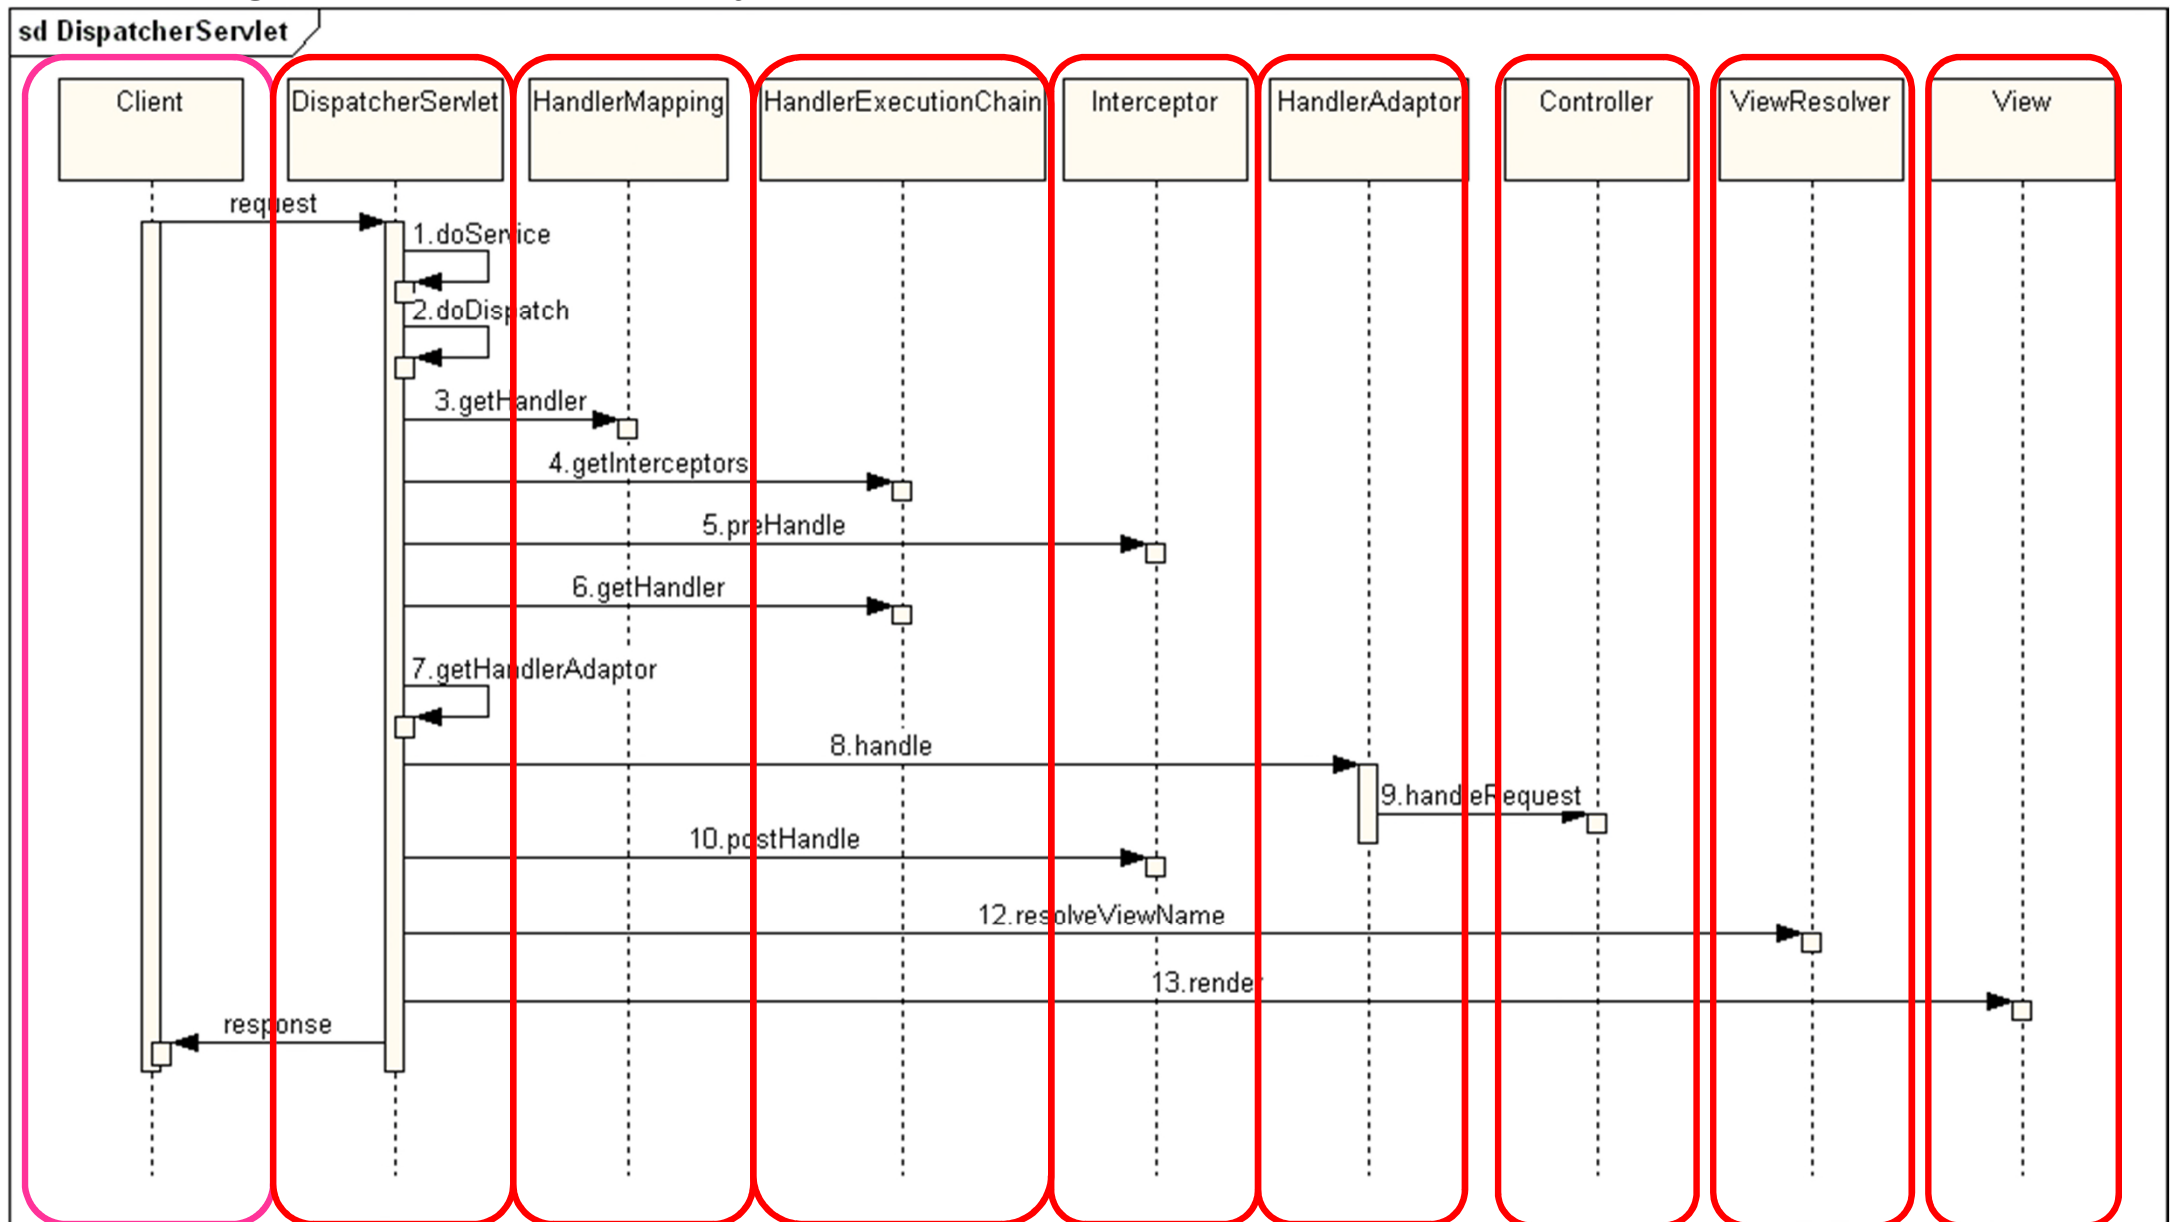 sd DispatcherServlet
Client
DispatcherServlet
HandlerMapping
HandlerExecutionChain
Interceptor
HandlerAdaptor
Controller
ViewResolver
View
request
1.doService
2.doDispatch
3.getHandler
4.getInterceptors
5.preHandle
6.getHandler
7.getHandlerAdaptor
8.handle
9.handleRequest
10.postHandle
12.resolveViewName
13.render
response